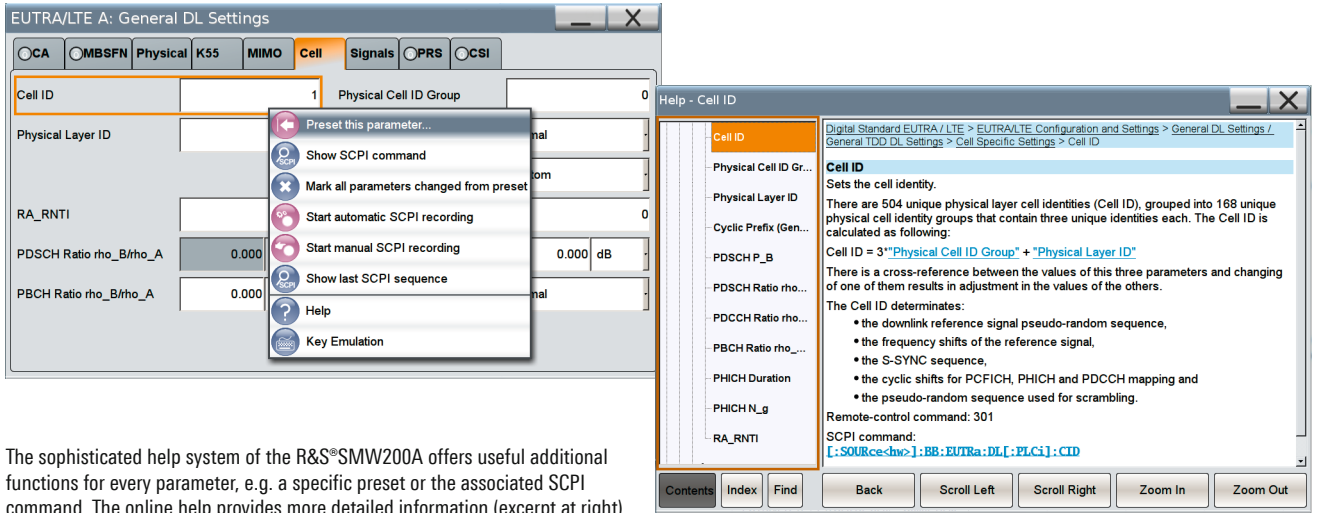 EUTRA/LTE A: General DL Settings
CA MBSFN Physical K55 MIMO Cell Signals PRS CSI
Cell ID 1 Physical Cell ID Group 0
Physical Layer ID
RA_RNTI 0
PDSCH Ratio rho_B/rho_A 0.000 0.000 dB
PBCH Ratio rho_B/rho_A 0.000
Preset this parameter...
Show SCPI command
Mark all parameters changed from preset
Start automatic SCPI recording
Start manual SCPI recording
Show last SCPI sequence
Help
Key Emulation
The sophisticated help system of the R&S®SMW200A offers useful additional
functions for every parameter, e.g. a specific preset or the associated SCPI
command. The online help provides more detailed information (excerpt at right)
Help - Cell ID
Cell ID
Physical Cell ID Gr...
Physical Layer ID
Cyclic Prefix (Gen...
PDSCH P_B
PDSCH Ratio rho...
PDCCH Ratio rho...
PBCH Ratio rho_...
PHICH Duration
PHICH N_g
RA_RNTI
Digital Standard EUTRA / LTE > EUTRA/LTE Configuration and Settings > General DL Settings /
General TDD DL Settings > Cell Specific Settings > Cell ID
Cell ID
Sets the cell identity.
There are 504 unique physical layer cell identities (Cell ID), grouped into 168 unique
physical cell identity groups that contain three unique identities each. The Cell ID is
calculated as following:
Cell ID = 3*"Physical Cell ID Group" + "Physical Layer ID"
There is a cross-reference between the values of this three parameters and changing
of one of them results in adjustment in the values of the others.
The Cell ID determinates:
• the downlink reference signal pseudo-random sequence,
• the frequency shifts of the reference signal,
• the S-SYNC sequence,
• the cyclic shifts for PCFICH, PHICH and PDCCH mapping and
• the pseudo-random sequence used for scrambling.
Remote-control command: 301
SCPI command:
[:SOURce<hw>]:BB:EUTRa:DL[:PLCi]:CID
Contents Index Find Back Scroll Left Scroll Right Zoom In Zoom Out